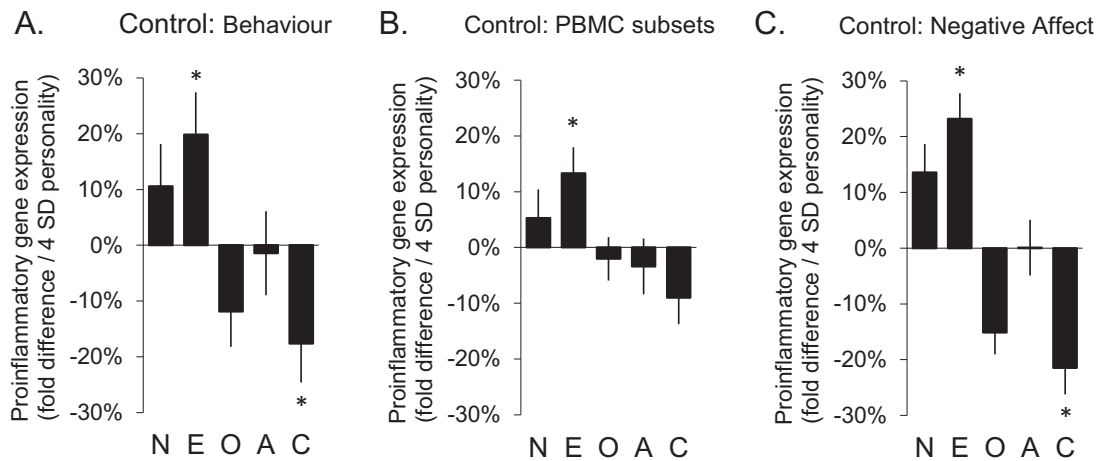 A. Control: Behaviour
Proinflammatory gene expression
(fold difference / 4 SD personality)
30%
20%
10%
0%
-10%
-20%
-30%
*
*
N E O A C
B. Control: PBMC subsets
Proinflammatory gene expression
(fold difference / 4 SD personality)
30%
20%
10%
0%
-10%
-20%
-30%
*
N E O A C
C. Control: Negative Affect
Proinflammatory gene expression
(fold difference / 4 SD personality)
30%
20%
10%
0%
-10%
-20%
-30%
*
*
N E O A C